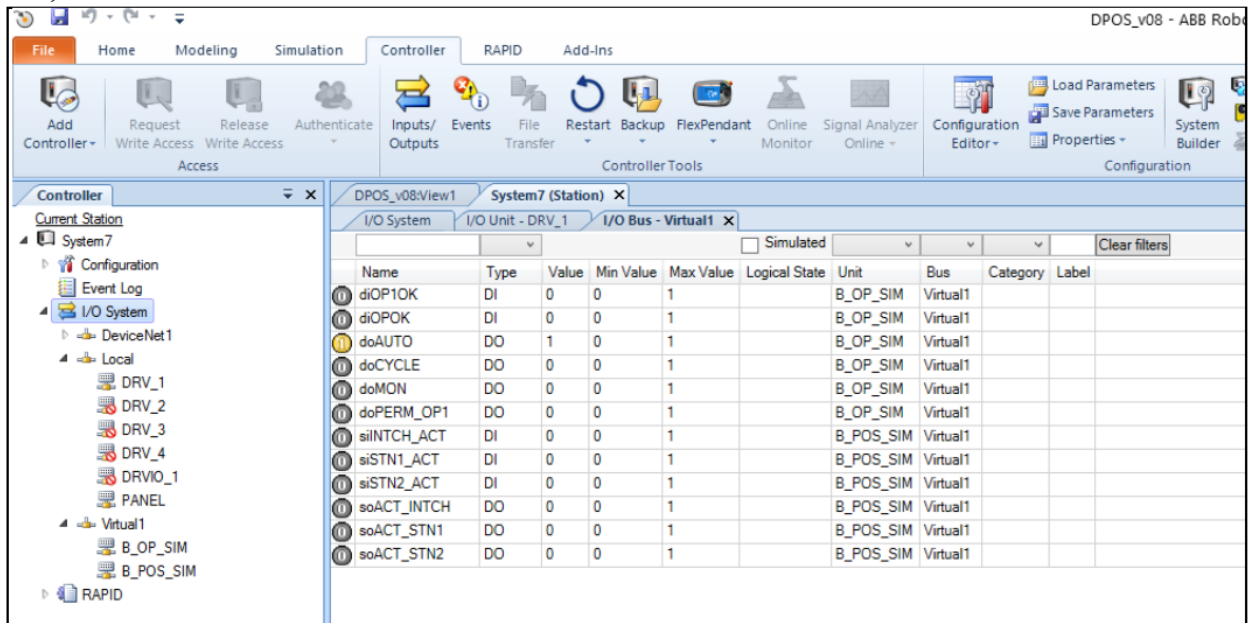 DPOS_v08 - ABB Robo
File Home Modeling Simulation Controller RAPID Add-Ins
Add Controller Request Write Access Release Write Access Authenticate Inputs/ Outputs Events File Transfer Restart Backup FlexPendant Online Monitor Signal Analyzer Online Configuration Editor Load Parameters Save Parameters Properties System Builder
Access Controller Tools Configuration
Controller DPOS_v08:View1 System7 (Station)
Current Station
I/O System I/O Unit - DRV_1 I/O Bus - Virtual1
System7
Configuration
Event Log
I/O System
DeviceNet1
Local
DRV_1
DRV_2
DRV_3
DRV_4
DRVIO_1
PANEL
Virtual1
B_OP_SIM
B_POS_SIM
RAPID
Simulated Clear filters
Name Type Value Min Value Max Value Logical State Unit Bus Category Label
diOP1OK DI 0 0 1 B_OP_SIM Virtual1
diOPOK DI 0 0 1 B_OP_SIM Virtual1
doAUTO DO 1 0 1 B_OP_SIM Virtual1
doCYCLE DO 0 0 1 B_OP_SIM Virtual1
doMON DO 0 0 1 B_OP_SIM Virtual1
doPERM_OP1 DO 0 0 1 B_OP_SIM Virtual1
siINTCH_ACT DI 0 0 1 B_POS_SIM Virtual1
siSTN1_ACT DI 0 0 1 B_POS_SIM Virtual1
siSTN2_ACT DI 0 0 1 B_POS_SIM Virtual1
soACT_INTCH DO 0 0 1 B_POS_SIM Virtual1
soACT_STN1 DO 0 0 1 B_POS_SIM Virtual1
soACT_STN2 DO 0 0 1 B_POS_SIM Virtual1